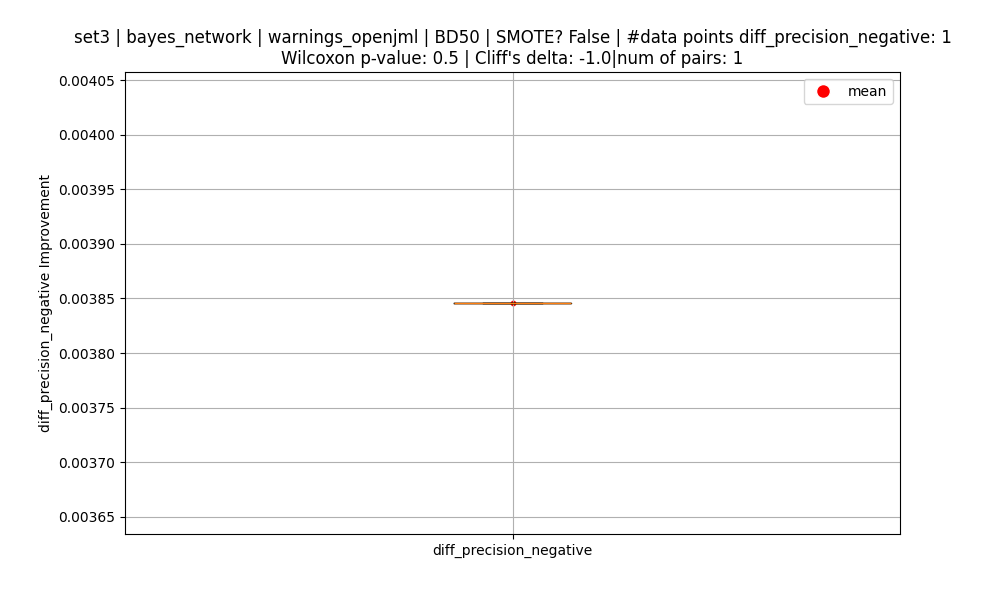 set3 | bayes_network | warnings_openjml | BD50 | SMOTE? False | #data points diff_precision_negative: 1
Wilcoxon p-value: 0.5 | Cliff's delta: -1.0|num of pairs: 1
mean
0.00405
0.00400
0.00395
0.00390
0.00385
0.00380
0.00375
0.00370
0.00365
diff_precision_negative Improvement
diff_precision_negative